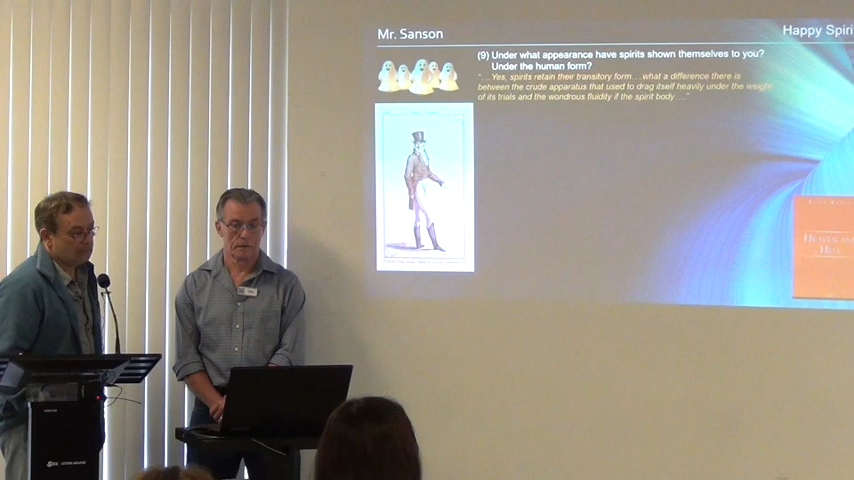 Mr. Sanson
Happy Spiri
(9) Under what appearance have spirits shown themselves to you?
Under the human form?
"....Yes, spirits retain their transitory form....what a difference there is
between the crude apparatus that used to drag itself heavily under the weight
of its trials and the wondrous fluidity if the spirit body...."
HEAVEN AND
HELL